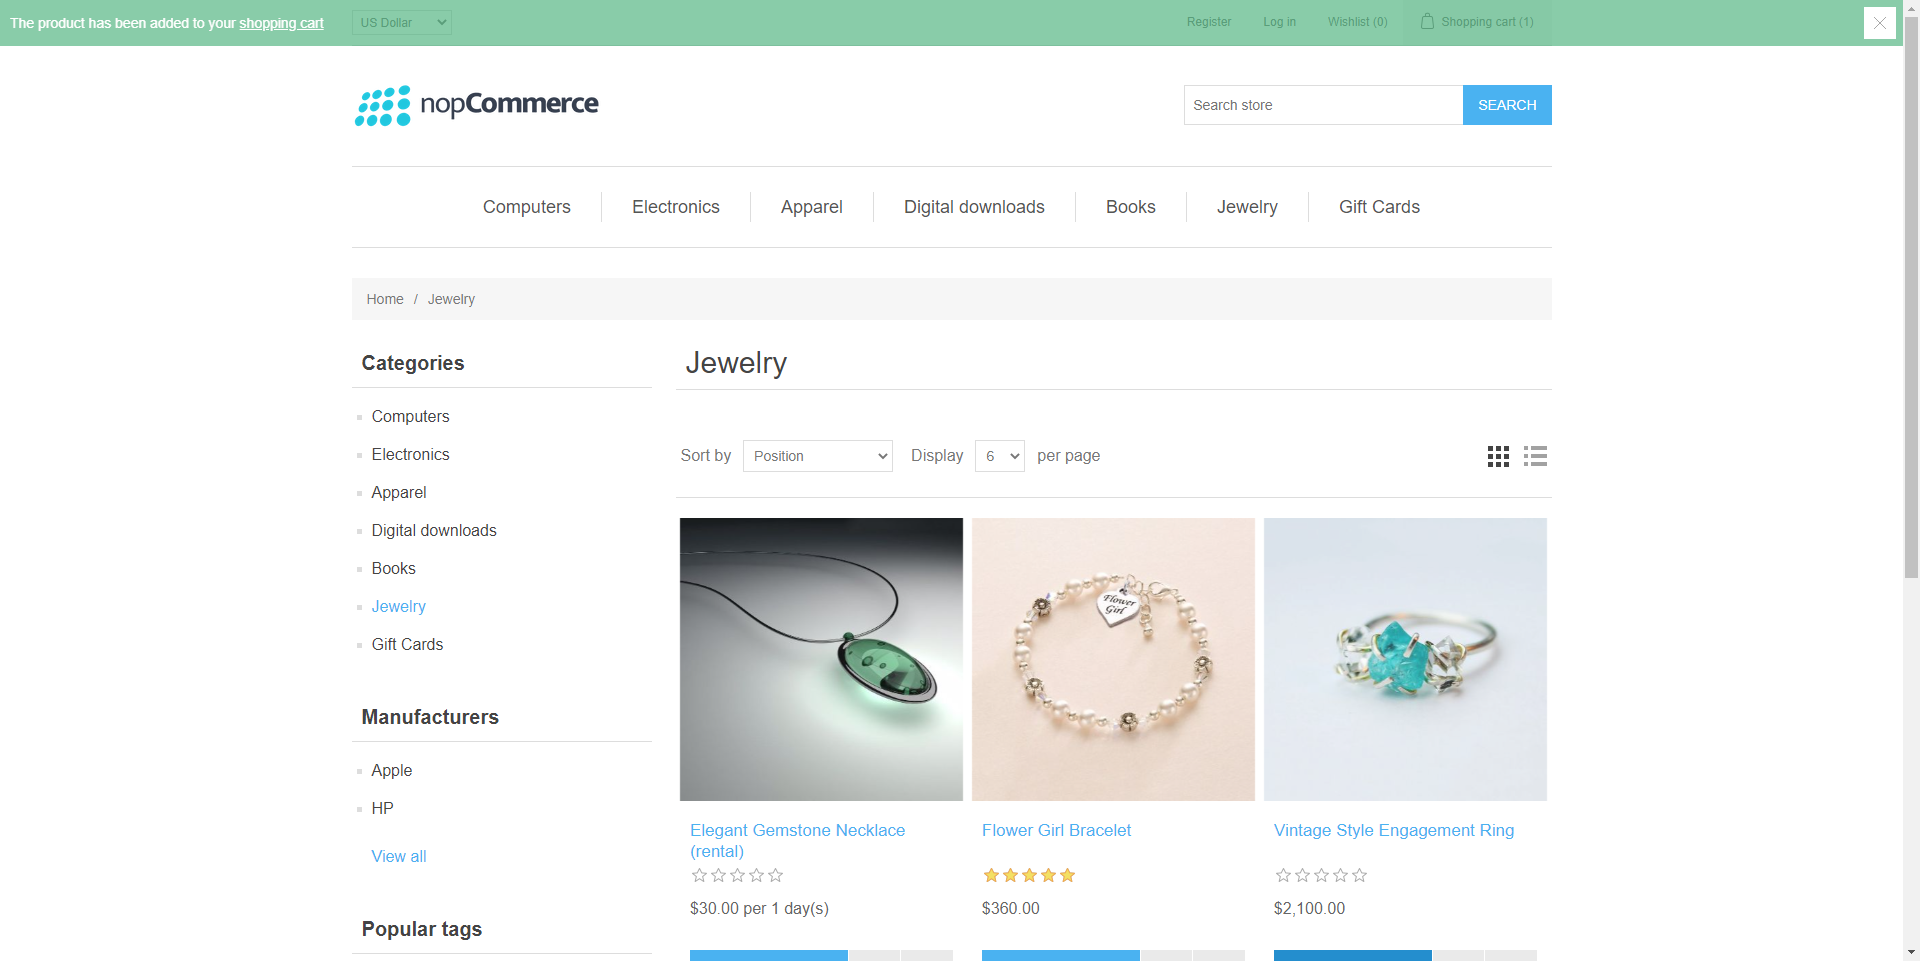 The product has been added to your shopping cart
US Dollar
Register
Log in
Wishlist (0)
Shopping cart (1)
nopCommerce
Search store
SEARCH
Computers
Electronics
Apparel
Digital downloads
Books
Jewelry
Gift Cards
Home / Jewelry
Categories
Computers
Electronics
Apparel
Digital downloads
Books
Jewelry
Gift Cards
Manufacturers
Apple
HP
View all
Popular tags
Jewelry
Sort by Position Display 6 per page
Flower
Girl
Elegant Gemstone Necklace
(rental)
$30.00 per 1 day(s)
Flower Girl Bracelet
$360.00
Vintage Style Engagement Ring
$2,100.00